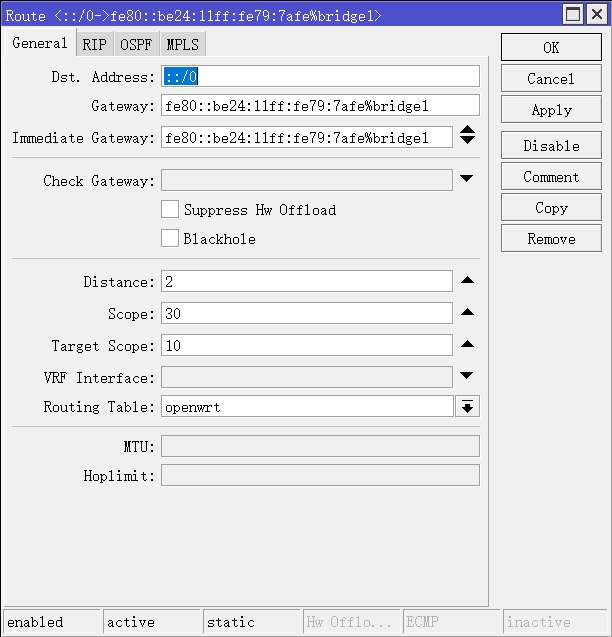 Route <::/0->fe80::be24:11ff:fe79:7afe%bridge1>
General RIP OSPF MPLS
Dst. Address: ::/0
Gateway: fe80::be24:11ff:fe79:7afe%bridge1
Immediate Gateway: fe80::be24:11ff:fe79:7afe%bridge1
Check Gateway:
Suppress Hw Offload
Blackhole
Distance: 2
Scope: 30
Target Scope: 10
VRF Interface:
Routing Table: openwrt
MTU:
Hoplimit:
OK
Cancel
Apply
Disable
Comment
Copy
Remove
enabled active static Hw Offlo... ECMP inactive